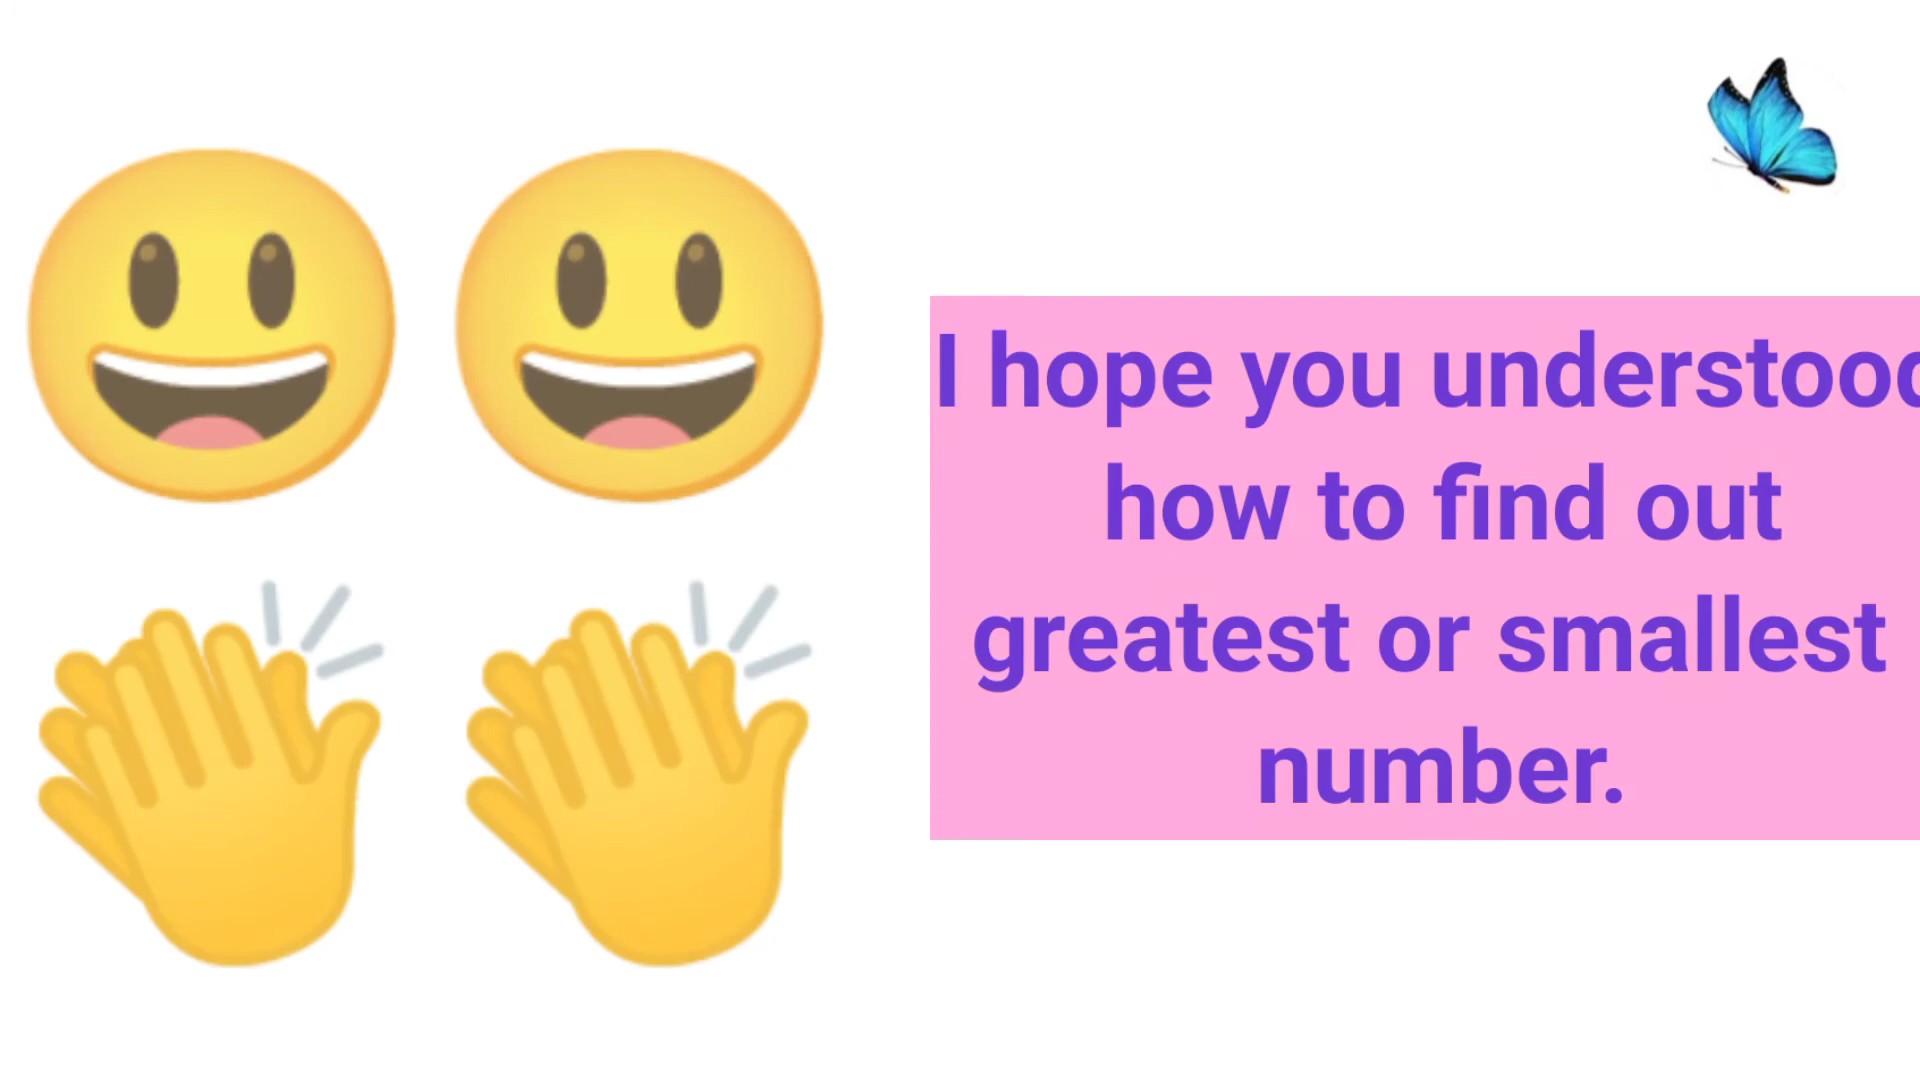 I hope you understood
how to find out
greatest or smallest
number.